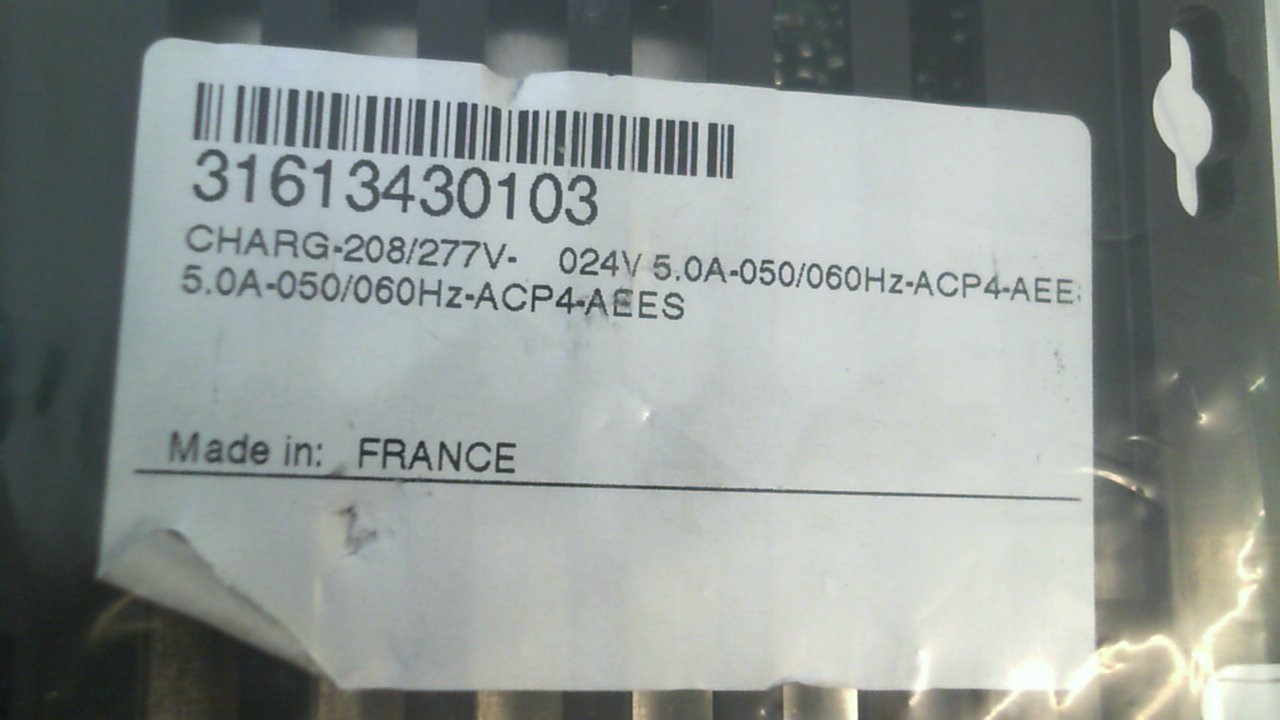 31613430103
CHARG-208/277V- 024V 5.0A-050/060Hz-ACP4-AEE
5.0A-050/060Hz-ACP4-AEES
Made in: FRANCE